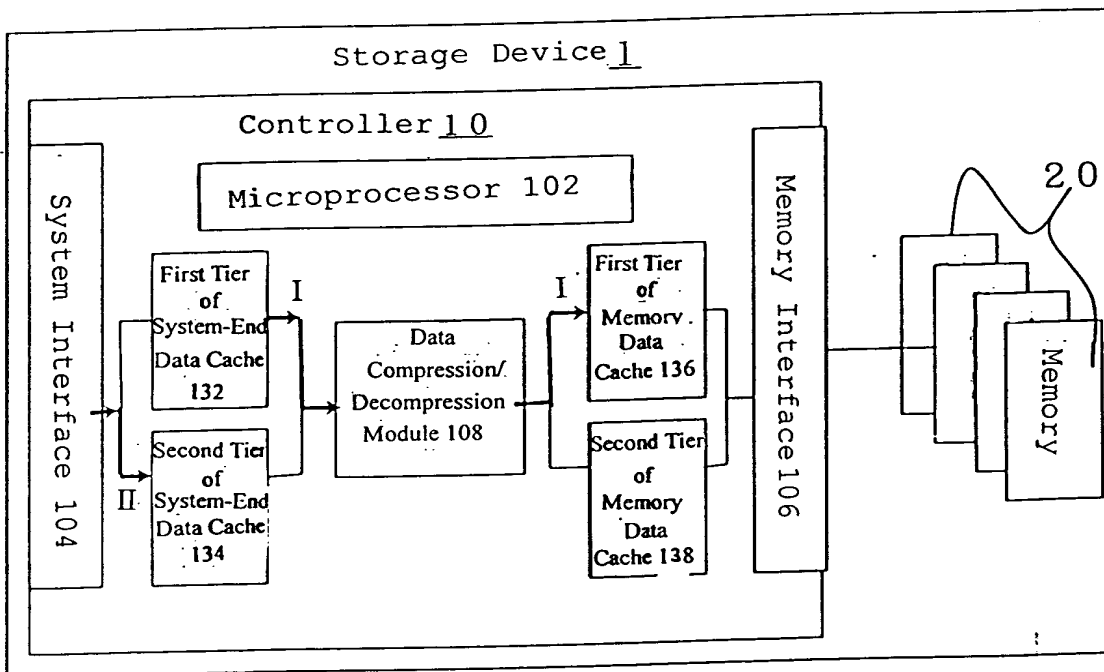 Storage Device 1
Controller 10
Microprocessor 102
System Interface 104
First Tier
of
System-End
Data Cache
132
I
Second Tier
of
System-End
Data Cache
134
II
Data
Compression/
Decompression
Module 108
I
First Tier
of
Memory
Data
Cache 136
Second Tier
of
Memory
Data
Cache 138
Memory Interface 106
20
Memory